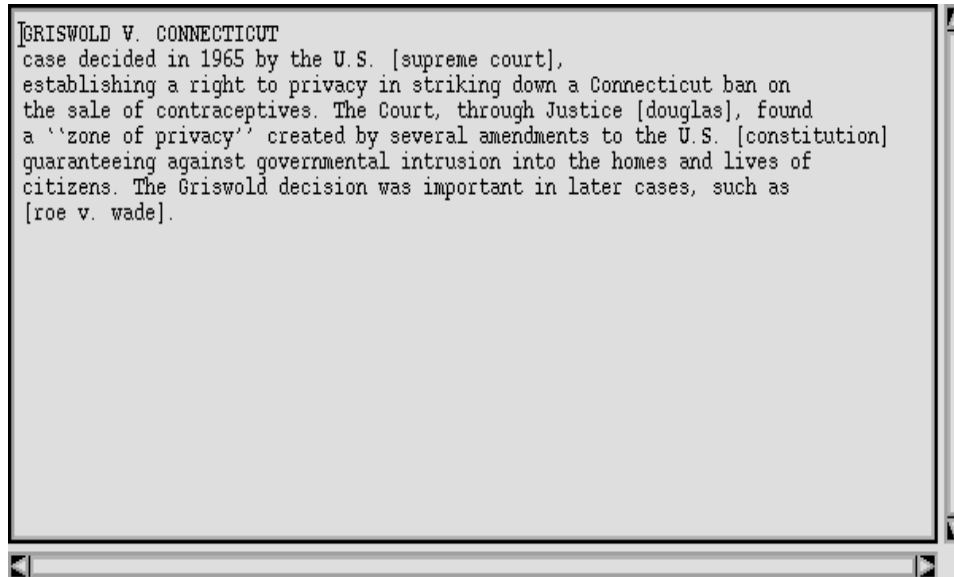 GRISWOLD V. CONNECTICUT
case decided in 1965 by the U.S. [supreme court],
establishing a right to privacy in striking down a Connecticut ban on
the sale of contraceptives. The Court, through Justice [douglas], found
a ``zone of privacy'' created by several amendments to the U.S. [constitution]
guaranteeing against governmental intrusion into the homes and lives of
citizens. The Griswold decision was important in later cases, such as
[roe v. wade].